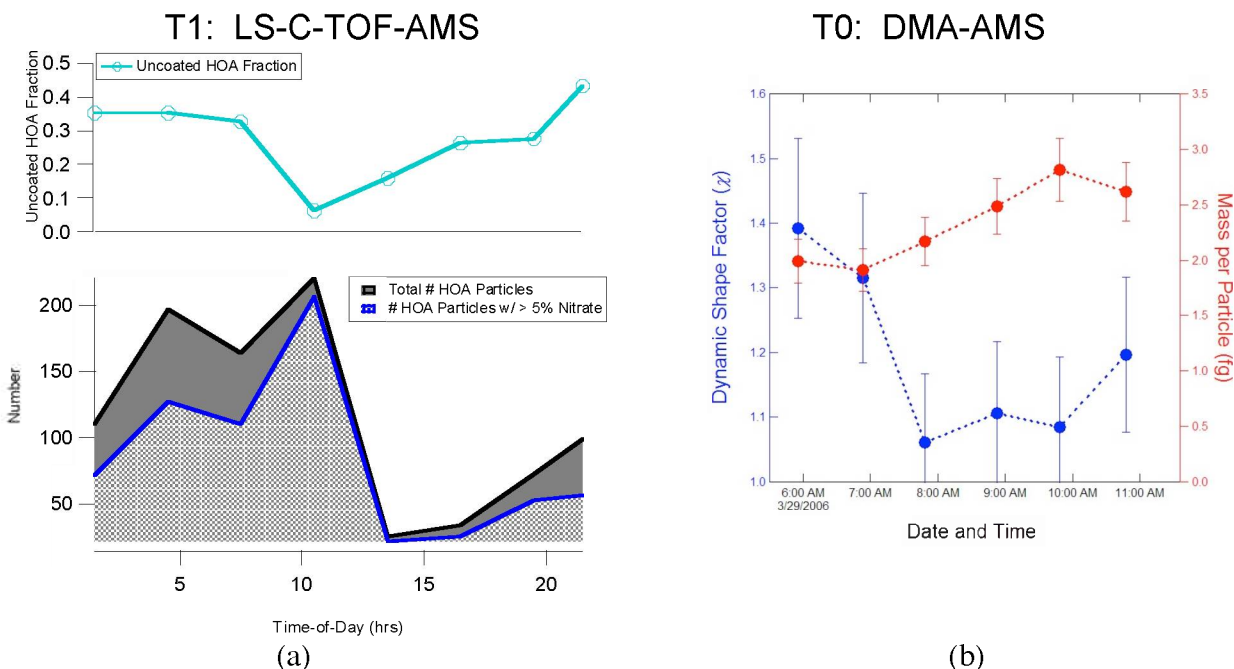 T1: LS-C-TOF-AMS
T0: DMA-AMS
Uncoated HOA Fraction
0.5
0.4
0.3
0.2
0.1
0.0
Uncoated HOA Fraction
Total # HOA Particles
# HOA Particles w/ > 5% Nitrate
200
150
100
50
Number
5
10
15
20
Time-of-Day (hrs)
(a)
1.6
1.5
1.4
1.3
1.2
1.1
1.0
Dynamic Shape Factor (χ)
3.5
3.0
2.5
2.0
1.5
1.0
0.5
0.0
Mass per Particle (fg)
6:00 AM 7:00 AM 8:00 AM 9:00 AM 10:00 AM 11:00 AM
3/29/2006
Date and Time
(b)